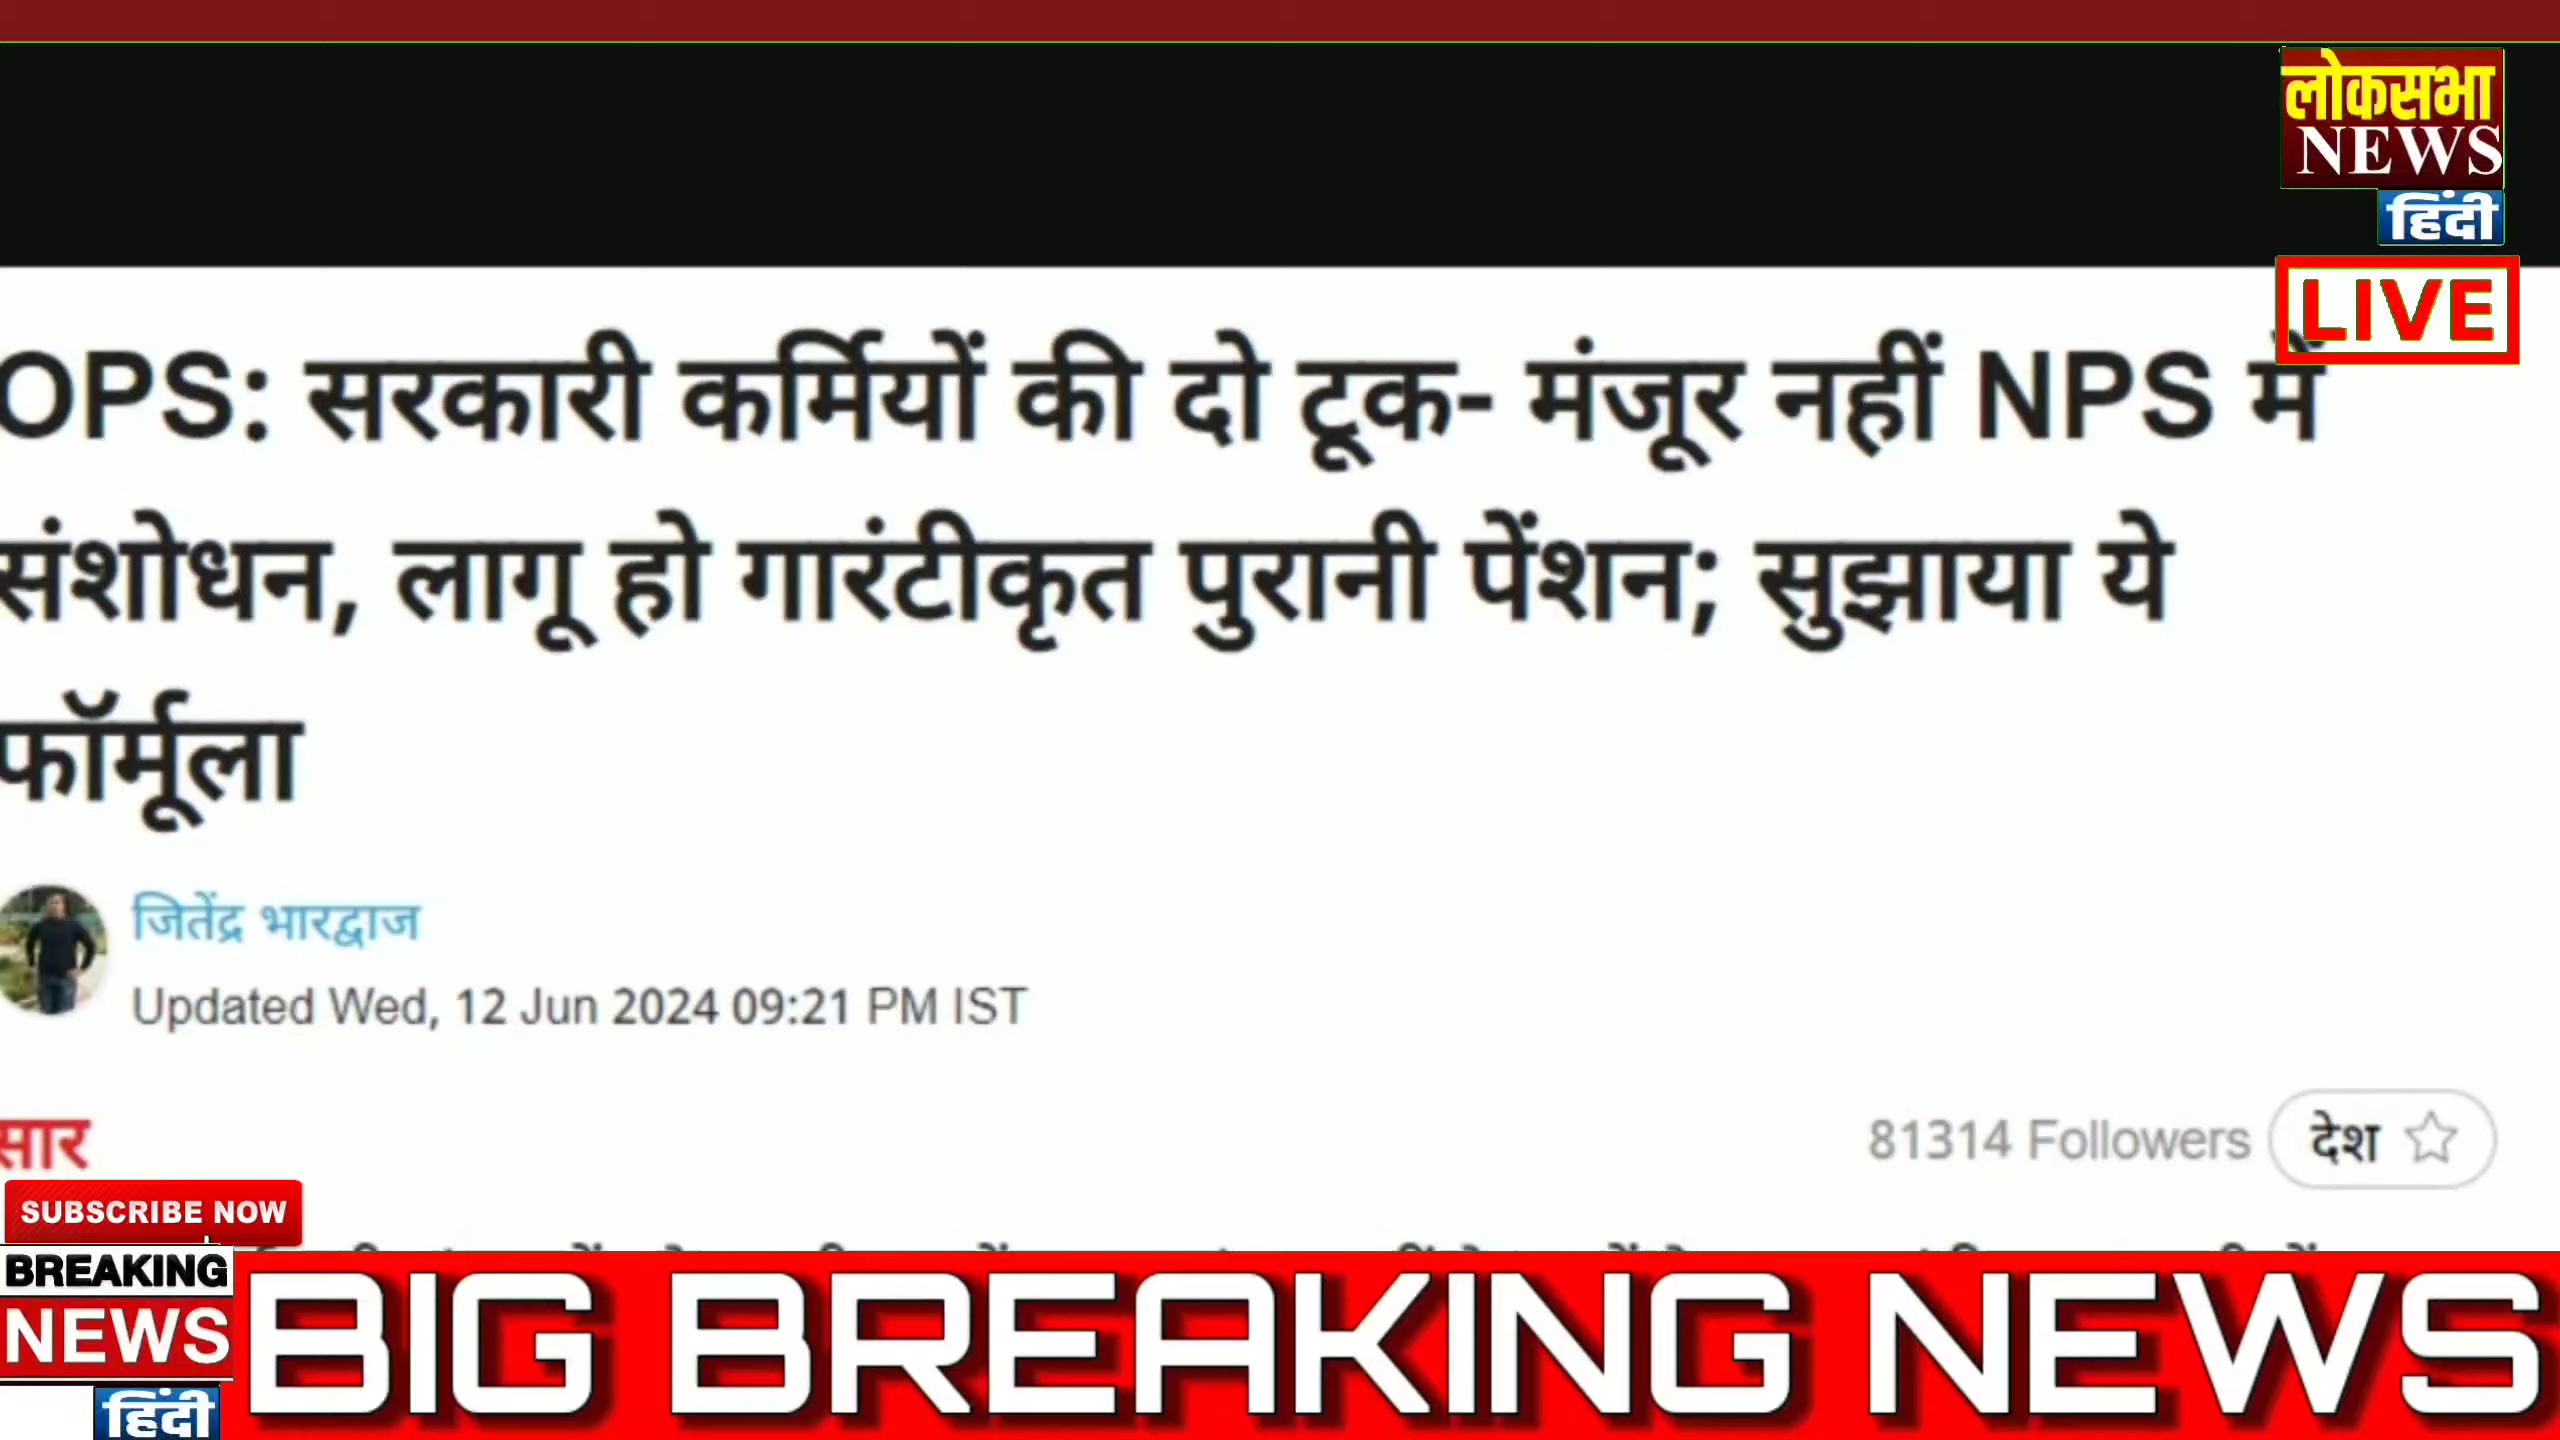 लोकसभा
NEWS
हिंदी
LIVE
OPS: सरकारी कर्मियों की दो टूक- मंजूर नहीं NPS में
संशोधन, लागू हो गारंटीकृत पुरानी पेंशन; सुझाया ये
फॉर्मूला
जितेंद्र भारद्वाज
Updated Wed, 12 Jun 2024 09:21 PM IST
सार
81314 Followers देश
SUBSCRIBE NOW
BREAKING
NEWS
हिंदी
BIG BREAKING NEWS